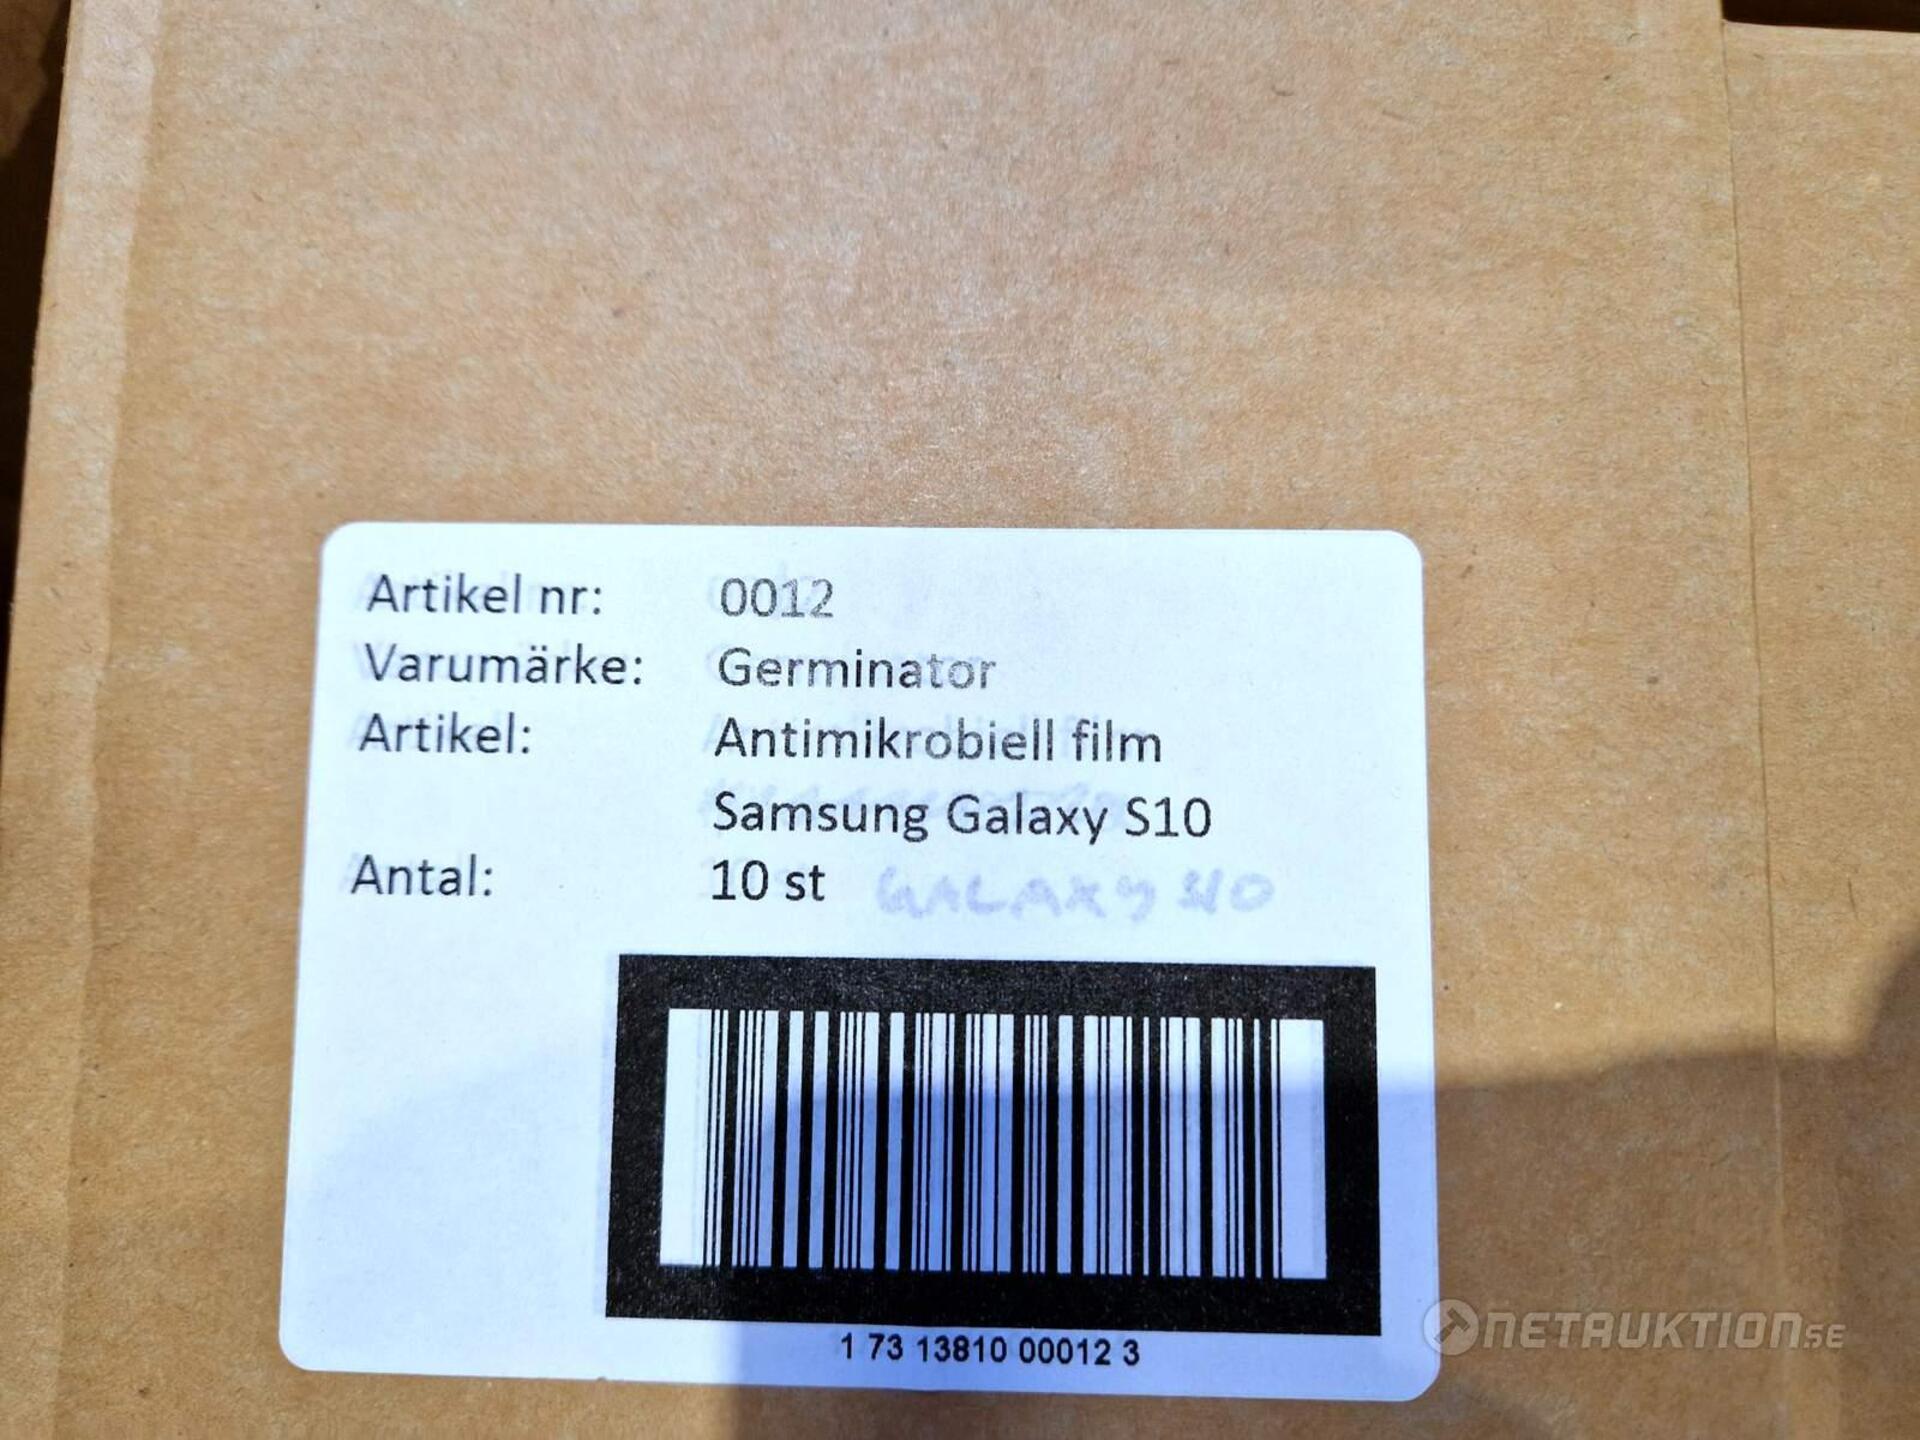 Artikel nr: 0012
Varumärke: Germinator
Artikel: Antimikrobiell film
Samsung Galaxy S10
Antal: 10 st GALAXY S10
1 73 13810 00012 3
NETAUKTION.SE